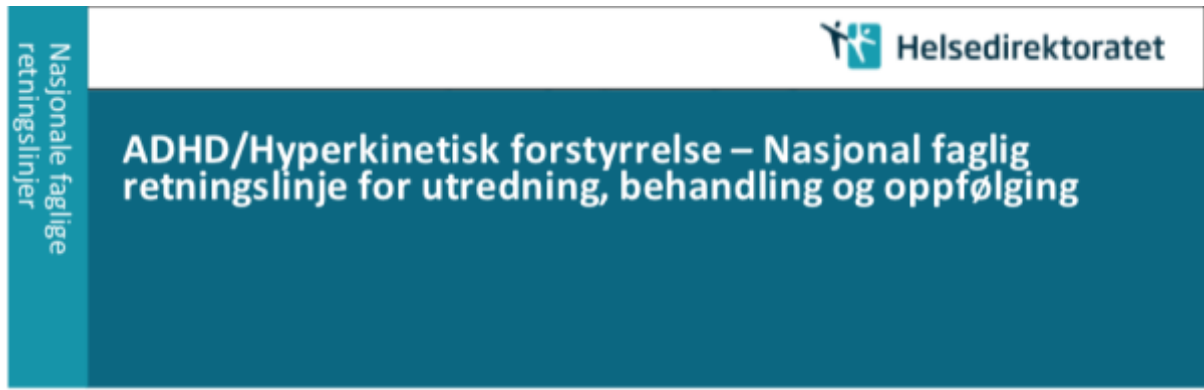 Nasjonale faglige
retningslinjer
Helsedirektoratet
ADHD/Hyperkinetisk forstyrrelse – Nasjonal faglig
retningslinje for utredning, behandling og oppfølging